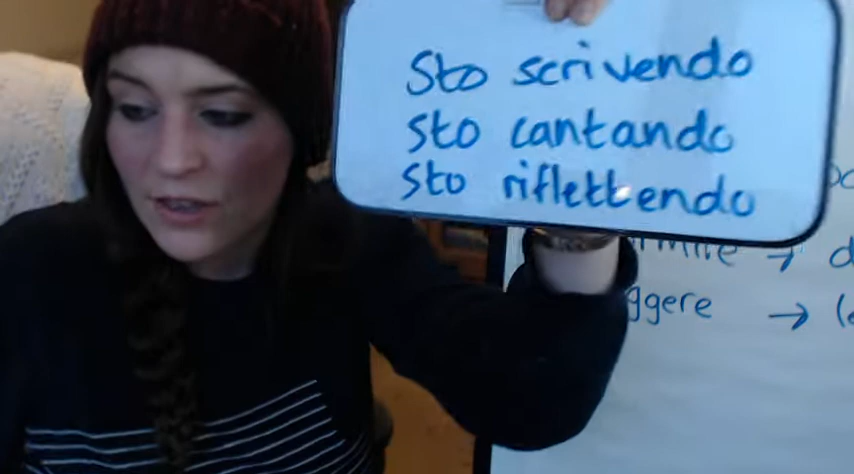 Sto scrivendo
Sto cantando
Sto riflettendo
ggere →